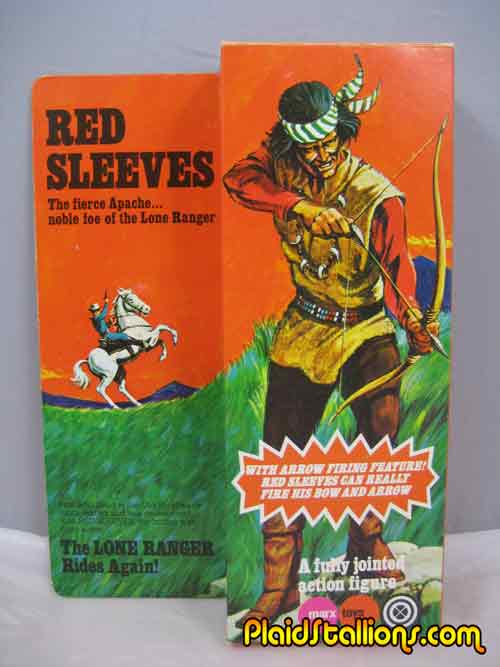 RED
SLEEVES
The fierce Apache...
noble foe of the Lone Ranger
WITH ARROW FIRING FEATURE!
RED SLEEVES CAN REALLY
FIRE HIS BOW AND ARROW
The LONE RANGER
Rides Again!
A fully jointed
action figure
marx toys
PlaidStallions.com